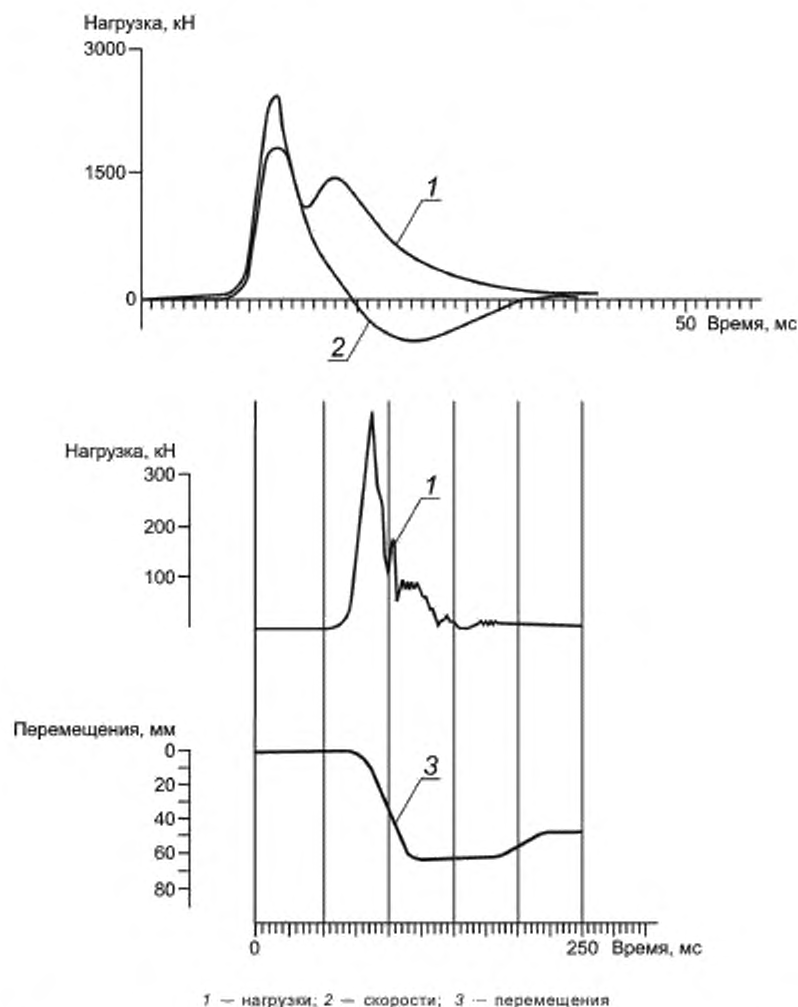 Нагрузка, кН
3000
1500
0
1
2
50 Время, мс
Нагрузка, кН
300
200
100
1
Перемещения, мм
0
20
40
60
80
3
0 250 Время, мс
1 — нагрузки; 2 — скорости; 3 — перемещения